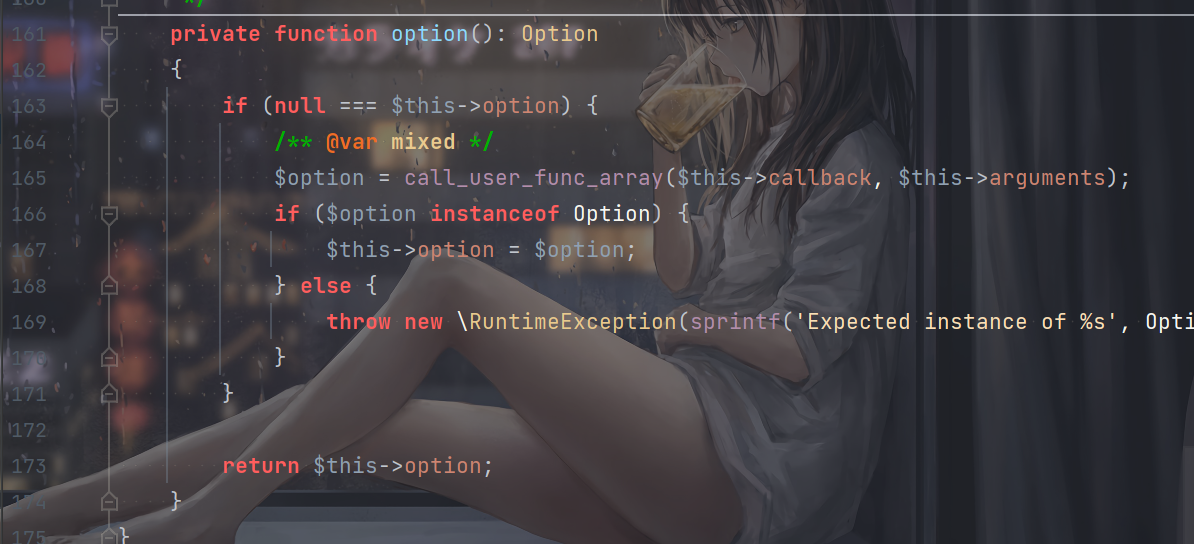 */
161 private function option(): Option
162 {
163 if (null === $this->option) {
164 /** @var mixed */
165 $option = call_user_func_array($this->callback, $this->arguments);
166 if ($option instanceof Option) {
167 $this->option = $option;
168 } else {
169 throw new \RuntimeException(sprintf('Expected instance of %s', Opti
170 }
171 }
172
173 return $this->option;
174 }
175 }